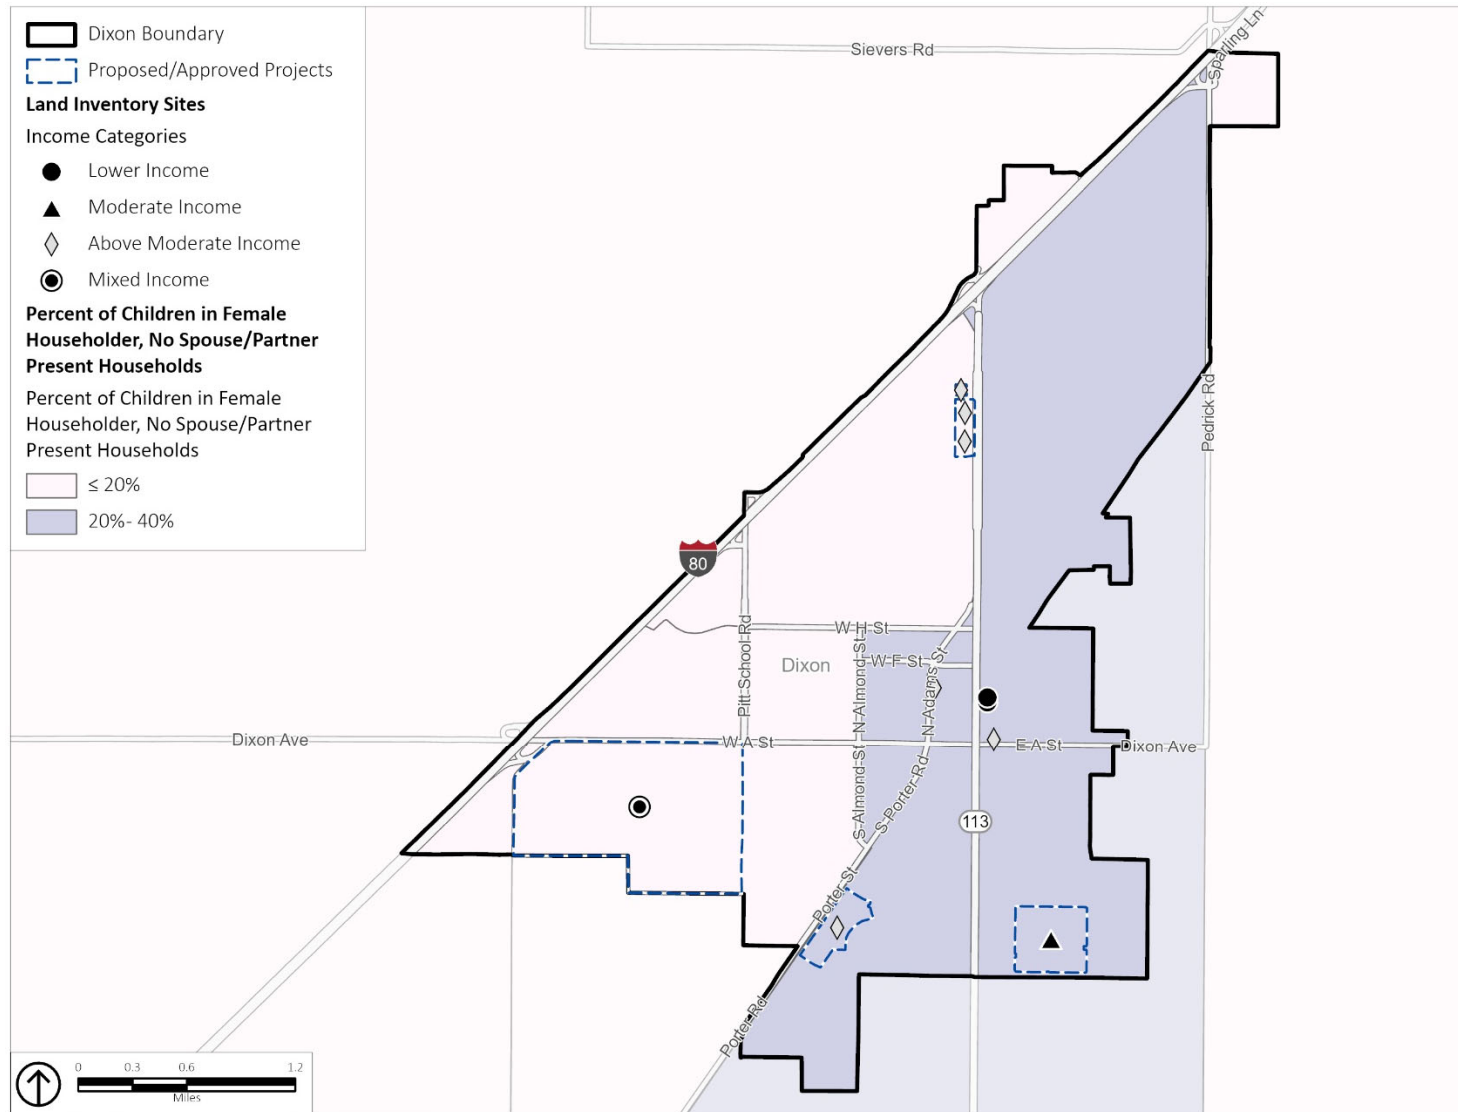 Dixon Boundary
Proposed/Approved Projects
Land Inventory Sites
Income Categories
Lower Income
Moderate Income
Above Moderate Income
Mixed Income
Percent of Children in Female
Householder, No Spouse/Partner
Present Households
Percent of Children in Female
Householder, No Spouse/Partner
Present Households
≤ 20%
20%- 40%
Sievers Rd
Sparling Ln
Pedrick Rd
80
Pitt School Rd
W H St
Dixon
W F St
N Almond St
N Adams St
Dixon Ave
W A St
E A St
Dixon Ave
S Almond St
S Porter Rd
113
Porter St
Porter Rd
0 0.3 0.6 1.2
Miles